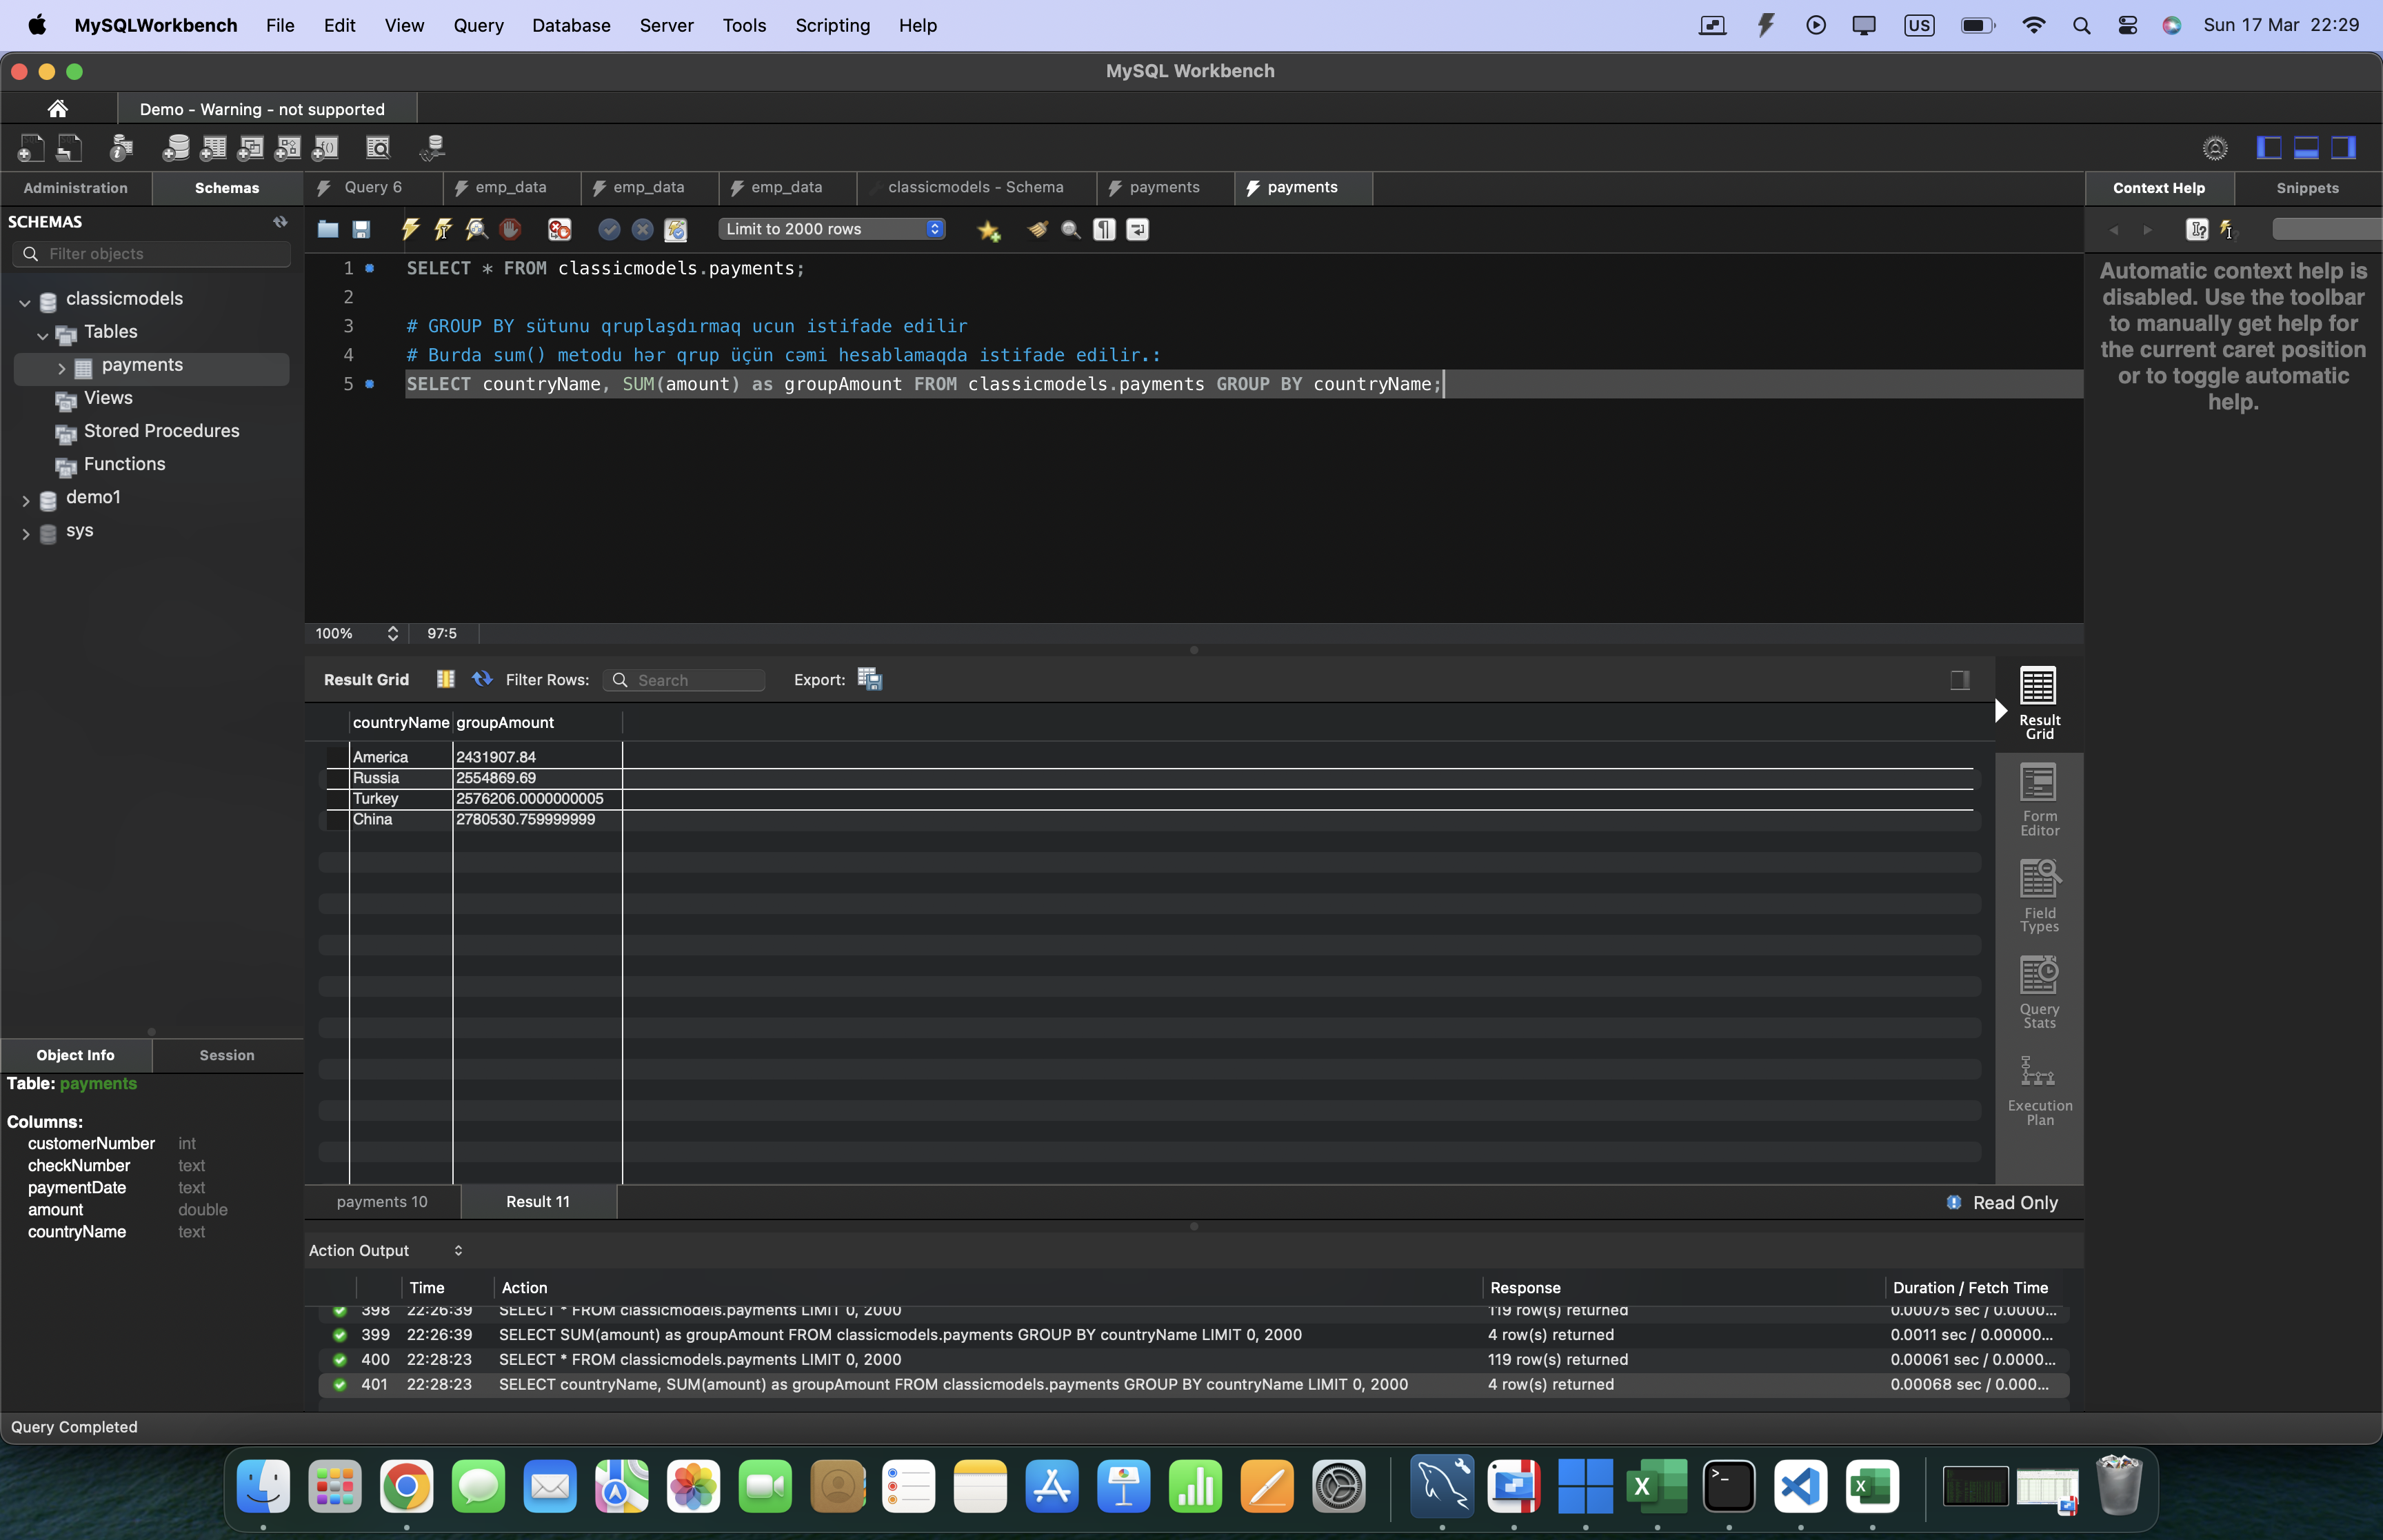 MySQLWorkbench File Edit View Query Database Server Tools Scripting Help US Sun 17 Mar 22:29
MySQL Workbench
Demo - Warning - not supported
Administration Schemas
Query 6 emp_data emp_data emp_data classicmodels - Schema payments payments
Context Help Snippets
SCHEMAS
Filter objects
classicmodels
Tables
payments
Views
Stored Procedures
Functions
demo1
sys
Limit to 2000 rows
1 SELECT * FROM classicmodels.payments;
2
3 # GROUP BY sütunu qruplaşdırmaq ucun istifade edilir
4 # Burda sum() metodu hər qrup üçün cəmi hesablamaqda istifade edilir.:
5 SELECT countryName, SUM(amount) as groupAmount FROM classicmodels.payments GROUP BY countryName;
Automatic context help is
disabled. Use the toolbar
to manually get help for
the current caret position
or to toggle automatic
help.
100% 97:5
Result Grid Filter Rows: Search Export:
countryName groupAmount
America 2431907.84
Russia 2554869.69
Turkey 2576206.0000000005
China 2780530.759999999
Result
Grid
Form
Editor
Field
Types
Query
Stats
Execution
Plan
payments 10 Result 11 Read Only
Object Info Session
Table: payments
Columns:
customerNumber int
checkNumber text
paymentDate text
amount double
countryName text
Action Output
Time Action Response Duration / Fetch Time
398 22:26:39 SELECT * FROM classicmodels.payments LIMIT 0, 2000 119 row(s) returned 0.00075 sec / 0.0000...
399 22:26:39 SELECT SUM(amount) as groupAmount FROM classicmodels.payments GROUP BY countryName LIMIT 0, 2000 4 row(s) returned 0.0011 sec / 0.00000...
400 22:28:23 SELECT * FROM classicmodels.payments LIMIT 0, 2000 119 row(s) returned 0.00061 sec / 0.0000...
401 22:28:23 SELECT countryName, SUM(amount) as groupAmount FROM classicmodels.payments GROUP BY countryName LIMIT 0, 2000 4 row(s) returned 0.00068 sec / 0.000...
Query Completed